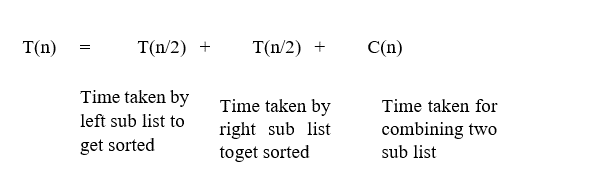 T(n) = T(n/2) + T(n/2) + C(n)
Time taken by
left sub list to
get sorted
Time taken by
right sub list
toget sorted
Time taken for
combining two
sub list